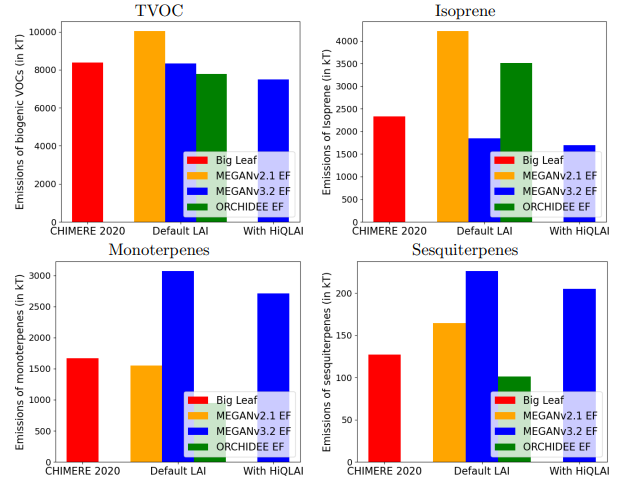 TVOC
Emissions of biogenic VOCs (in kT)
10000
8000
6000
4000
2000
0
Big Leaf
MEGANv2.1 EF
MEGANv3.2 EF
ORCHIDEE EF
CHIMERE 2020 Default LAI With HiQLAI
Isoprene
Emissions of Isoprene (in kT)
4000
3500
3000
2500
2000
1500
1000
500
0
Big Leaf
MEGANv2.1 EF
MEGANv3.2 EF
ORCHIDEE EF
CHIMERE 2020 Default LAI With HiQLAI
Monoterpenes
Emissions of monoterpenes (in kT)
3000
2500
2000
1500
1000
500
0
Big Leaf
MEGANv2.1 EF
MEGANv3.2 EF
ORCHIDEE EF
CHIMERE 2020 Default LAI With HiQLAI
Sesquiterpenes
Emissions of sesquiterpenes (in kT)
200
150
100
50
0
Big Leaf
MEGANv2.1 EF
MEGANv3.2 EF
ORCHIDEE EF
CHIMERE 2020 Default LAI With HiQLAI